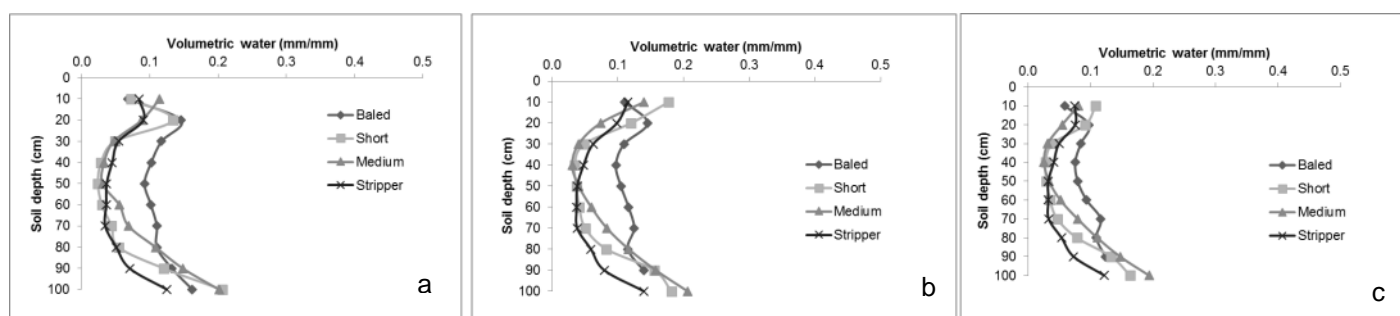 Volumetric water (mm/mm)
0.0 0.1 0.2 0.3 0.4 0.5
0
10
20
30
40
50
60
70
80
90
100
Soil depth (cm)
Baled
Short
Medium
Stripper
a
Volumetric water (mm/mm)
0.0 0.1 0.2 0.3 0.4 0.5
0
10
20
30
40
50
60
70
80
90
100
Soil depth (cm)
Baled
Short
Medium
Stripper
b
Volumetric water (mm/mm)
0.0 0.1 0.2 0.3 0.4 0.5
0
10
20
30
40
50
60
70
80
90
100
Soil depth (cm)
Baled
Short
Medium
Stripper
c